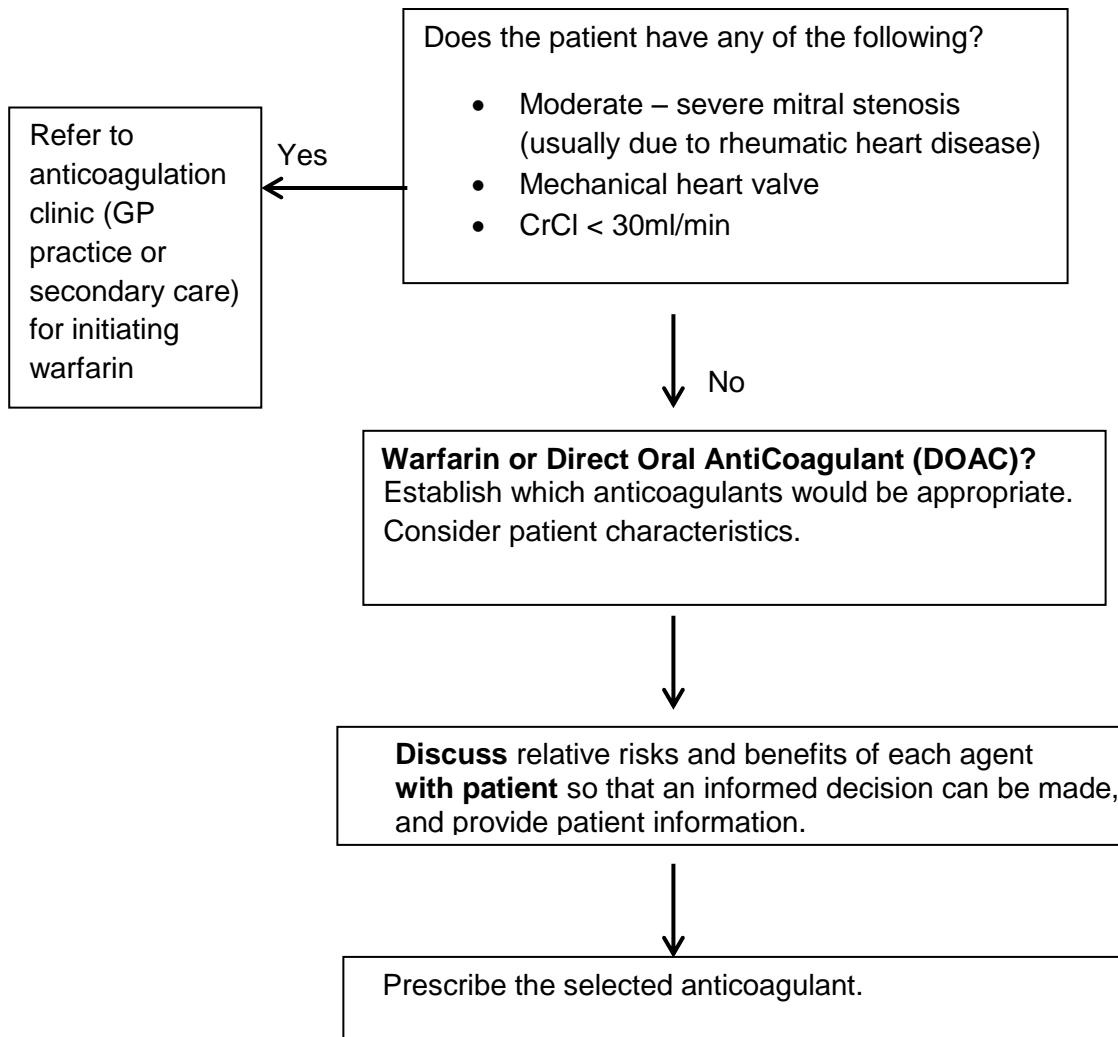 Does the patient have any of the following?
• Moderate – severe mitral stenosis
(usually due to rheumatic heart disease)
• Mechanical heart valve
• CrCl < 30ml/min
Yes
Refer to
anticoagulation
clinic (GP
practice or
secondary care)
for initiating
warfarin
No
Warfarin or Direct Oral AntiCoagulant (DOAC)?
Establish which anticoagulants would be appropriate.
Consider patient characteristics.
Discuss relative risks and benefits of each agent
with patient so that an informed decision can be made,
and provide patient information.
Prescribe the selected anticoagulant.